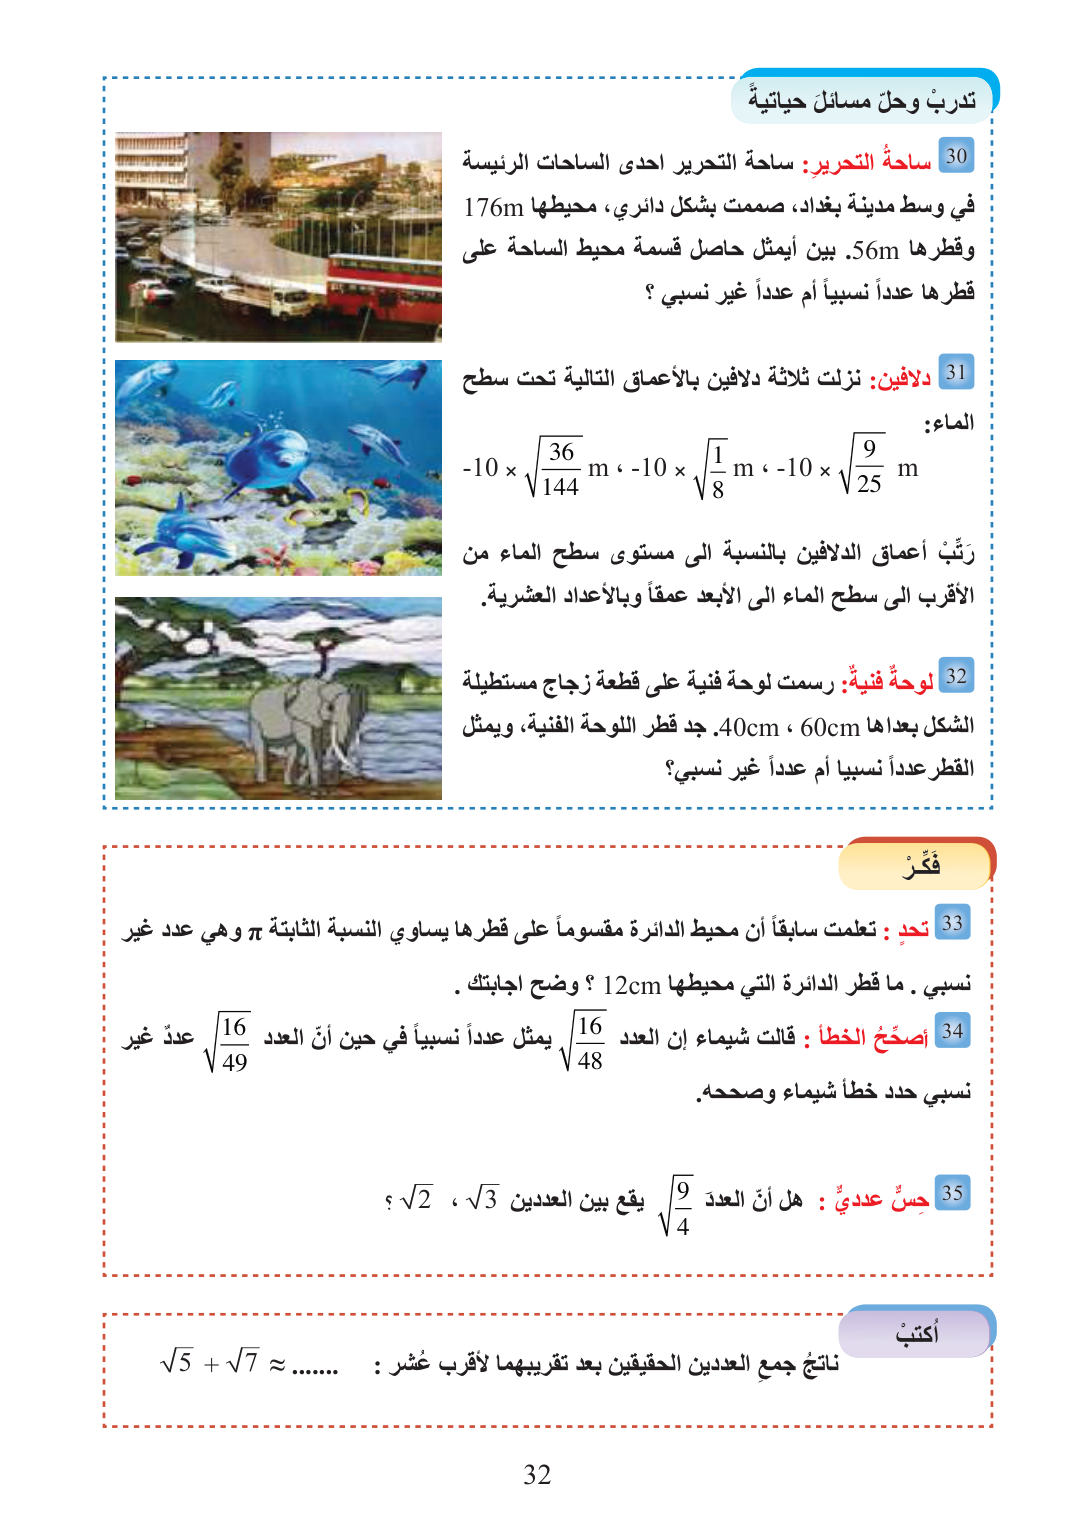 تدربْ وحلّ مسائلَ حياتيةً
30 ساحةُ التحريرِ: ساحة التحرير احدى الساحات الرئيسة
في وسط مدينة بغداد، صممت بشكل دائري، محيطها 176m
وقطرها 56m. بين أيمثل حاصل قسمة محيط الساحة على
قطرها عدداً نسبياً أم عدداً غير نسبي ؟
31 دلافين: نزلت ثلاثة دلافين بالأعماق التالية تحت سطح
الماء:
-10 × √(36/144) m ، -10 × √(1/8) m ، -10 × √(9/25) m
رَتِّبْ أعماق الدلافين بالنسبة الى مستوى سطح الماء من
الأقرب الى سطح الماء الى الأبعد عمقاً وبالأعداد العشرية.
32 لوحةٌ فنيةٌ: رسمت لوحة فنية على قطعة زجاج مستطيلة
الشكل بعداها 60cm ، 40cm. جد قطر اللوحة الفنية، ويمثل
القطرعدداً نسبيا أم عدداً غير نسبي؟
فَكِّـرْ
33 تحدٍ : تعلمت سابقاً أن محيط الدائرة مقسوماً على قطرها يساوي النسبة الثابتة π وهي عدد غير
نسبي . ما قطر الدائرة التي محيطها 12cm ؟ وضح اجابتك .
34 أصحِّحُ الخطأ : قالت شيماء إن العدد √(16/48) يمثل عدداً نسبياً في حين أنّ العدد √(16/49) عددٌ غير
نسبي حدد خطأ شيماء وصححه.
35 حِسٌّ عدديٌّ : هل أنّ العددَ √(9/4) يقع بين العددين √3 ، √2 ؟
أكتبْ
ناتجُ جمعِ العددين الحقيقين بعد تقريبهما لأقرب عُشر : √5 + √7 ≈ .......
32